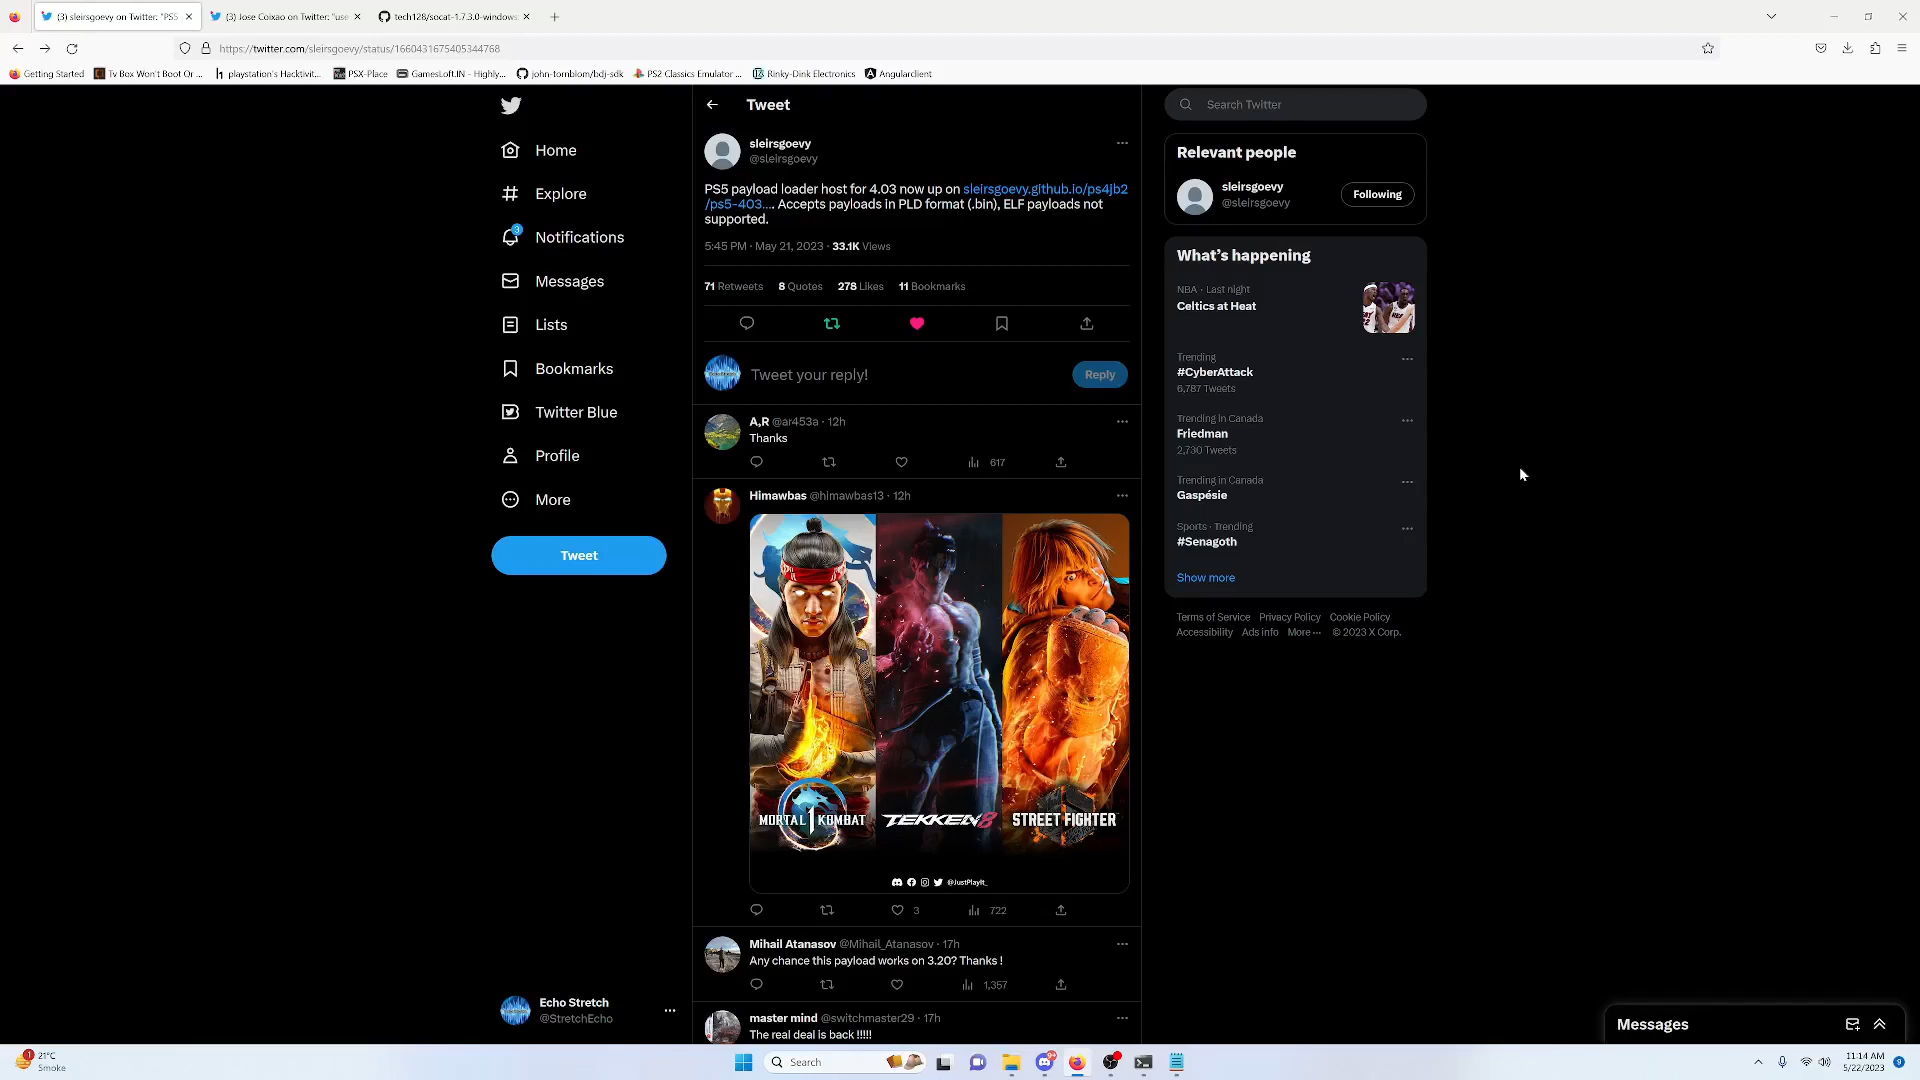 (3) sleirsgoevy on Twitter: "PS5
(3) Jose Coixao on Twitter: "use
tech128/socat-1.7.3.0-windows:
https://twitter.com/sleirsgoevy/status/1660431675405344768
Getting Started
Tv Box Won't Boot Or ...
playstation's Hacktivit...
PSX-Place
GamesLoft.IN - Highly...
john-tornblom/bdj-sdk
PS2 Classics Emulator ...
Rinky-Dink Electronics
Angularclient
Home
Explore
3
Notifications
Messages
Lists
Bookmarks
Twitter Blue
Profile
More
Tweet
Echo Stretch
@StretchEcho
Tweet
sleirsgoevy
@sleirsgoevy
PS5 payload loader host for 4.03 now up on sleirsgoevy.github.io/ps4jb2
/ps5-403.... Accepts payloads in PLD format (.bin), ELF payloads not
supported.
5:45 PM · May 21, 2023 · 33.1K Views
71 Retweets 8 Quotes 278 Likes 11 Bookmarks
Tweet your reply!
Reply
A,R @ar453a · 12h
Thanks
617
Himawbas @himawbas13 · 12h
MORTAL 1 KOMBAT
TEKKEN 8
STREET FIGHTER
@JustPlayIt_
3
722
Mihail Atanasov @Mihail_Atanasov · 17h
Any chance this payload works on 3.20? Thanks !
1,357
master mind @switchmaster29 · 17h
The real deal is back !!!!!
Search Twitter
Relevant people
sleirsgoevy
@sleirsgoevy
Following
What's happening
NBA · Last night
Celtics at Heat
Trending
#CyberAttack
6,787 Tweets
Trending in Canada
Friedman
2,730 Tweets
Trending in Canada
Gaspésie
Sports · Trending
#Senagoth
Show more
Terms of Service Privacy Policy Cookie Policy
Accessibility Ads info More ··· © 2023 X Corp.
Messages
1
21°C
Smoke
Search
11:14 AM
5/22/2023
9